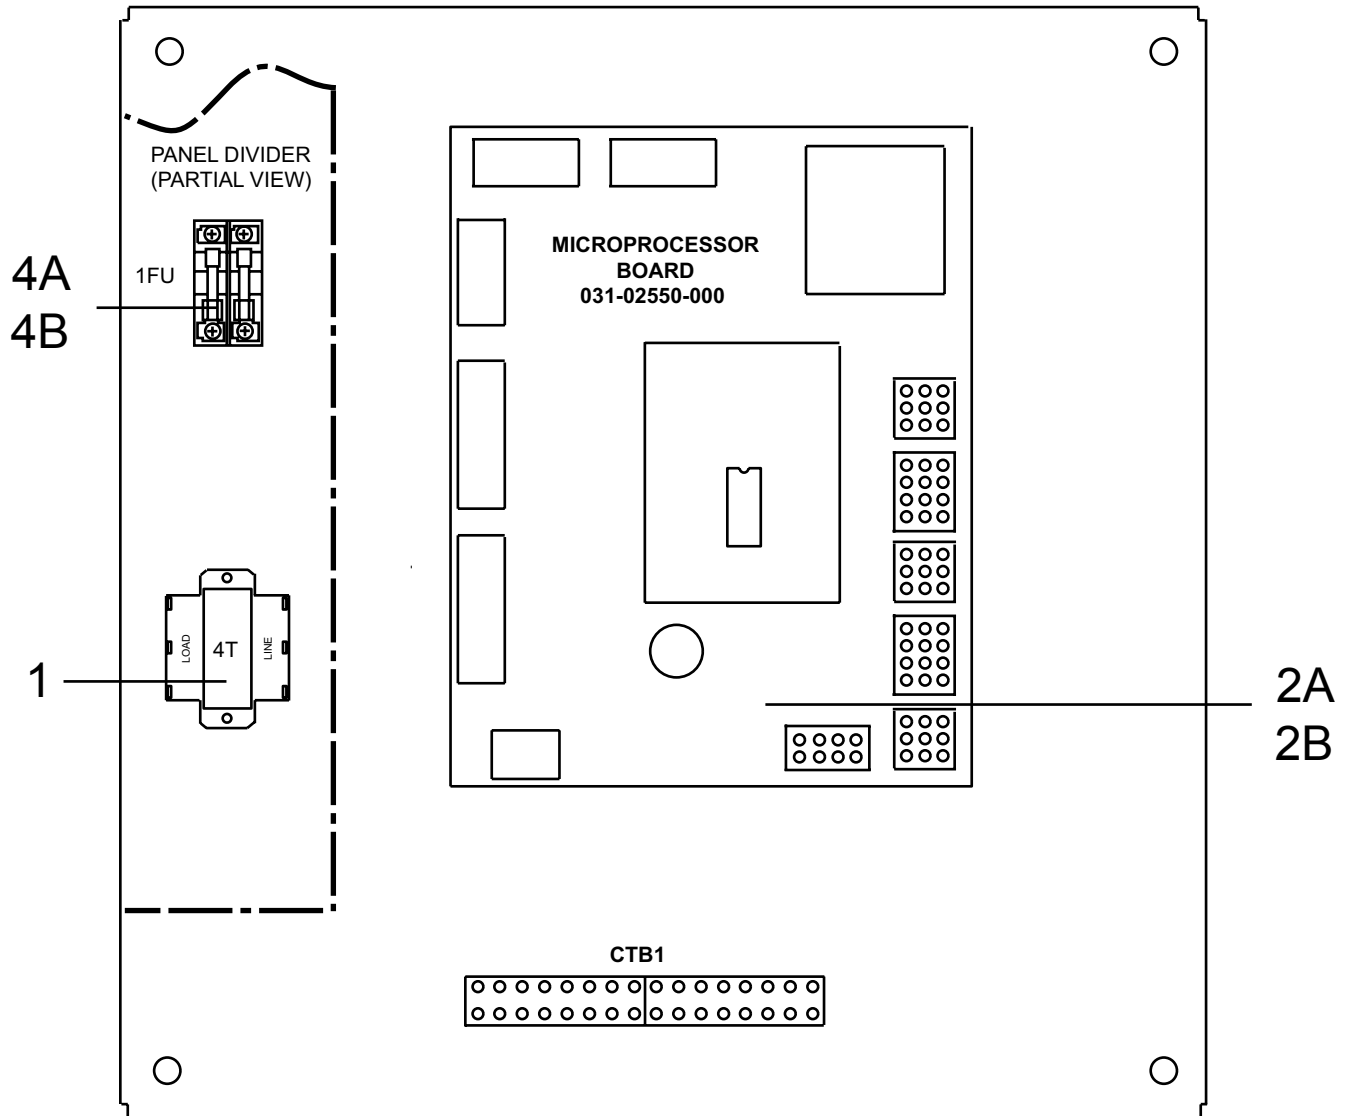 PANEL DIVIDER
(PARTIAL VIEW)
4A
4B
1FU
MICROPROCESSOR
BOARD
031-02550-000
1
LOAD
4T
LINE
2A
2B
CTB1